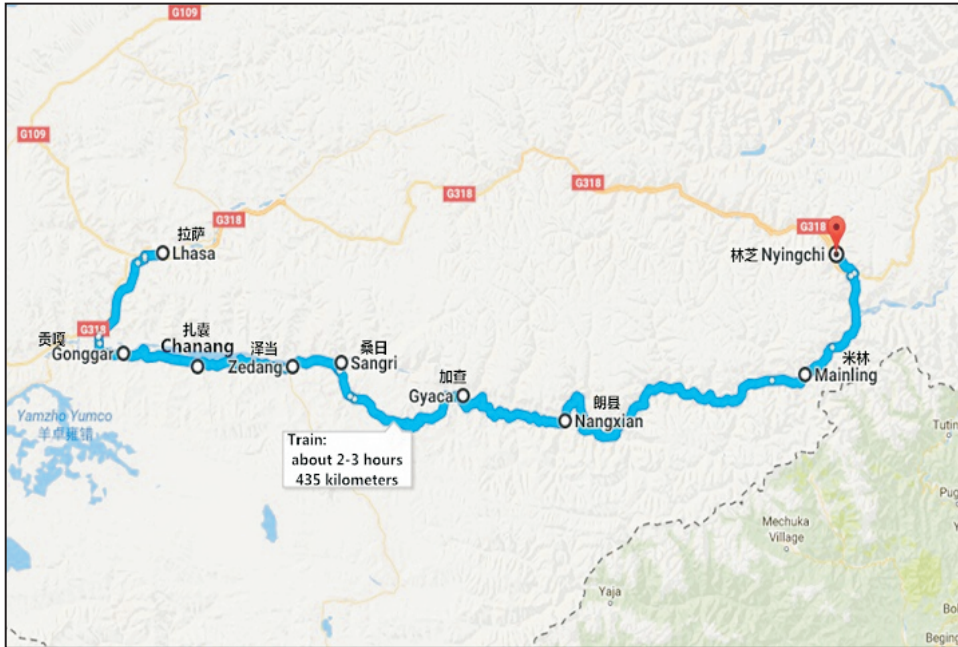 G109
G109
G318
G318
G318
拉萨
Lhasa
G318
林芝 Nyingchi
G318
贡嘎
Gonggar
扎囊
Chanang
泽当
Zedang
桑日
Sangri
加查
Gyaca
朗县
Nangxian
米林
Mainling
Yamzho Yumco
羊卓雍错
Train:
about 2-3 hours
435 kilometers
Tutin
Mechuka
Village
Pug
Yaja
Bol
Beging